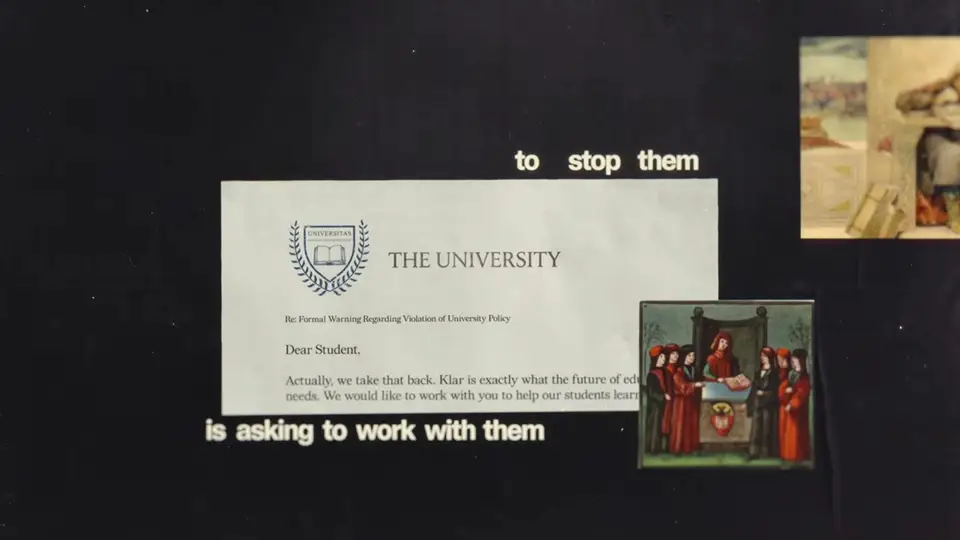 to stop them
UNIVERSITAS
THE UNIVERSITY
Re: Formal Warning Regarding Violation of University Policy
Dear Student,
Actually, we take that back. Klar is exactly what the future of
needs. We would like to work with you to help our students
is asking to work with them